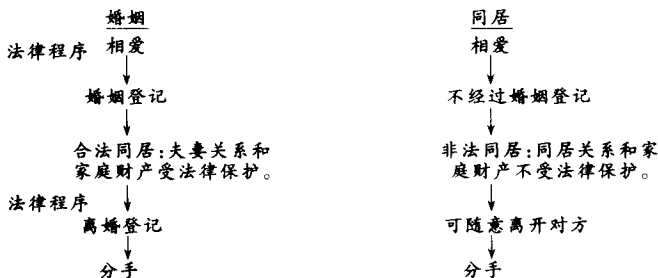 婚姻
同居
法律程序
相爱
相爱
婚姻登记
不经过婚姻登记
合法同居:夫妻关系和
家庭财产受法律保护。
非法同居:同居关系和家
庭财产不受法律保护。
法律程序
离婚登记
可随意离开对方
分手
分手